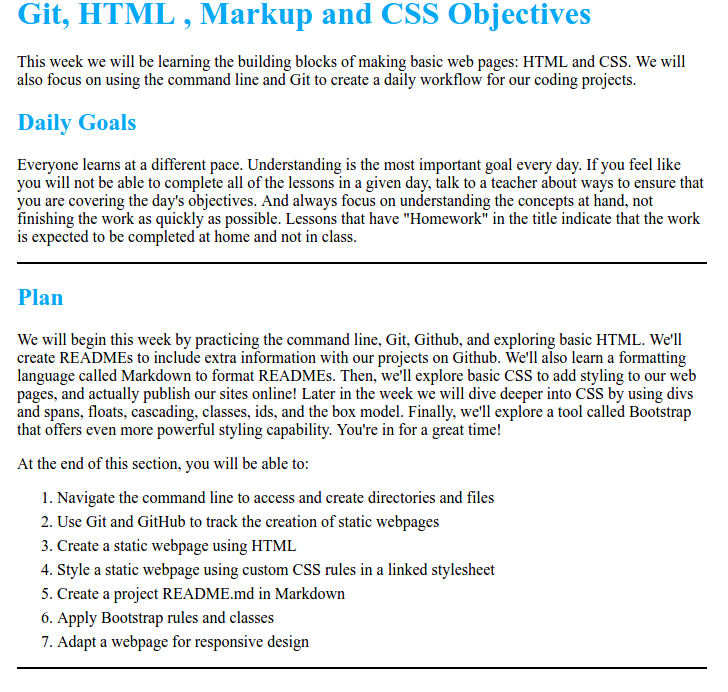 Git, HTML , Markup and CSS Objectives
This week we will be learning the building blocks of making basic web pages: HTML and CSS. We will
also focus on using the command line and Git to create a daily workflow for our coding projects.
Daily Goals
Everyone learns at a different pace. Understanding is the most important goal every day. If you feel like
you will not be able to complete all of the lessons in a given day, talk to a teacher about ways to ensure that
you are covering the day's objectives. And always focus on understanding the concepts at hand, not
finishing the work as quickly as possible. Lessons that have "Homework" in the title indicate that the work
is expected to be completed at home and not in class.
Plan
We will begin this week by practicing the command line, Git, Github, and exploring basic HTML. We'll
create READMEs to include extra information with our projects on Github. We'll also learn a formatting
language called Markdown to format READMEs. Then, we'll explore basic CSS to add styling to our web
pages, and actually publish our sites online! Later in the week we will dive deeper into CSS by using divs
and spans, floats, cascading, classes, ids, and the box model. Finally, we'll explore a tool called Bootstrap
that offers even more powerful styling capability. You're in for a great time!
At the end of this section, you will be able to:
1. Navigate the command line to access and create directories and files
2. Use Git and GitHub to track the creation of static webpages
3. Create a static webpage using HTML
4. Style a static webpage using custom CSS rules in a linked stylesheet
5. Create a project README.md in Markdown
6. Apply Bootstrap rules and classes
7. Adapt a webpage for responsive design